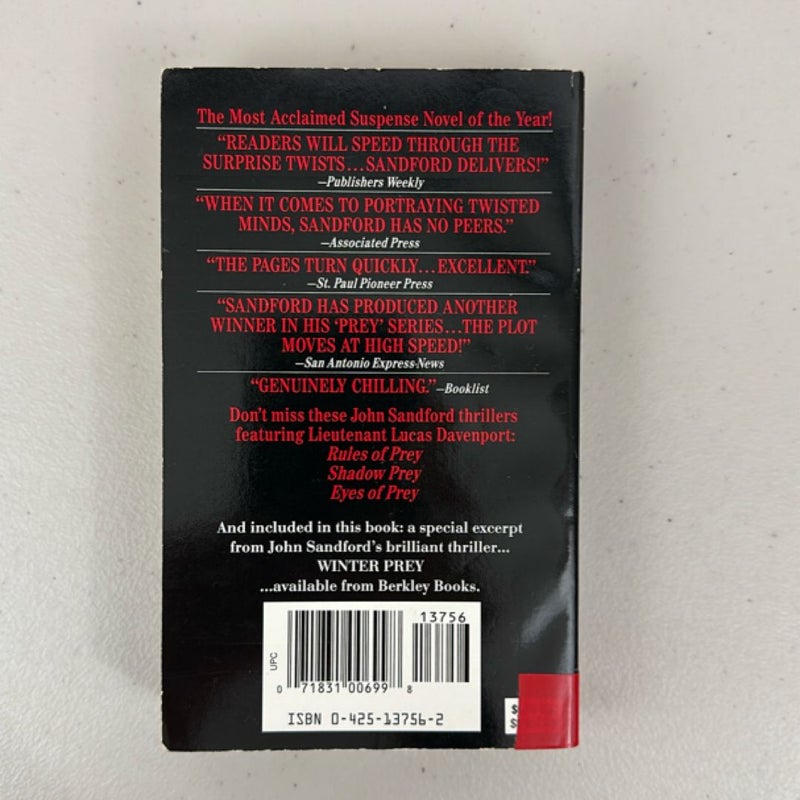 The Most Acclaimed Suspense Novel of the Year!
“READERS WILL SPEED THROUGH THE
SURPRISE TWISTS...SANDFORD DELIVERS!”
—Publishers Weekly
“WHEN IT COMES TO PORTRAYING TWISTED
MINDS, SANDFORD HAS NO PEERS.”
—Associated Press
“THE PAGES TURN QUICKLY...EXCELLENT.”
—St. Paul Pioneer Press
“SANDFORD HAS PRODUCED ANOTHER
WINNER IN HIS ‘PREY’ SERIES...THE PLOT
MOVES AT HIGH SPEED!”
—San Antonio Express-News
“GENUINELY CHILLING.”—Booklist
Don’t miss these John Sandford thrillers
featuring Lieutenant Lucas Davenport:
Rules of Prey
Shadow Prey
Eyes of Prey
And included in this book: a special excerpt
from John Sandford’s brilliant thriller...
WINTER PREY
...available from Berkley Books.
13756
UPC
0 71831 00699 8
ISBN 0-425-13756-2
$
$